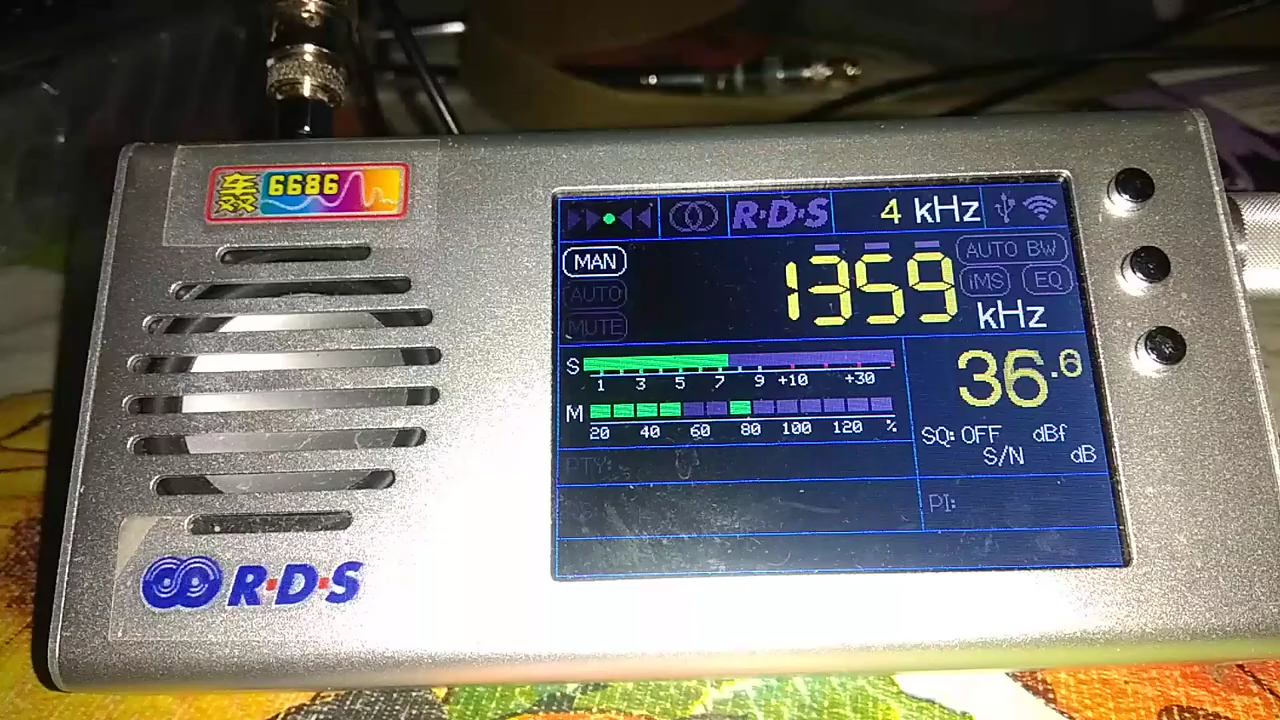 6686
R·D·S
4 kHz
MAN
1359
AUTO BW
AUTO
iMS
EQ
MUTE
kHz
S
1 3 5 7 9 +10 +30
36.6
M
20 40 60 80 100 120 %
SQ: OFF dBf
S/N dB
PTY:
PI:
R·D·S